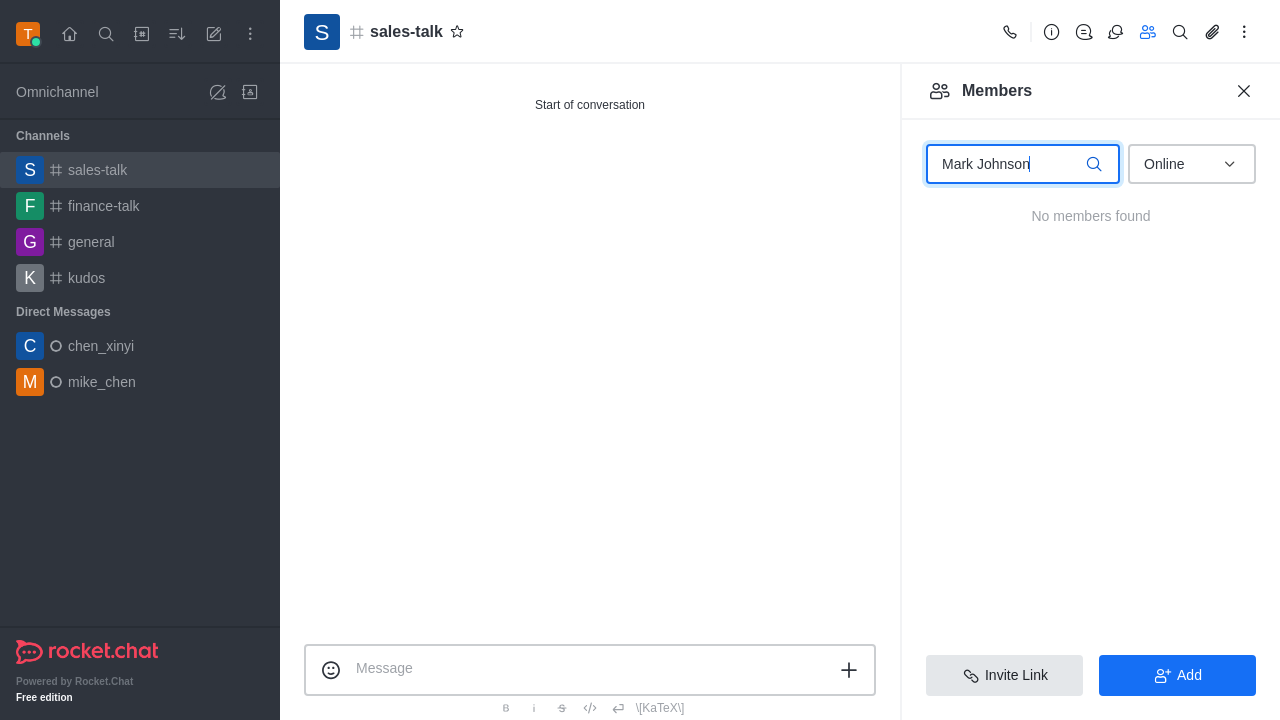 T
Omnichannel
Channels
S sales-talk
F finance-talk
G general
K kudos
Direct Messages
C chen_xinyi
M mike_chen
rocket.chat
Powered by Rocket.Chat
Free edition
S sales-talk
Start of conversation
Message
B i S \[KaTeX\]
Members
Mark Johnson
Online
No members found
Invite Link
Add